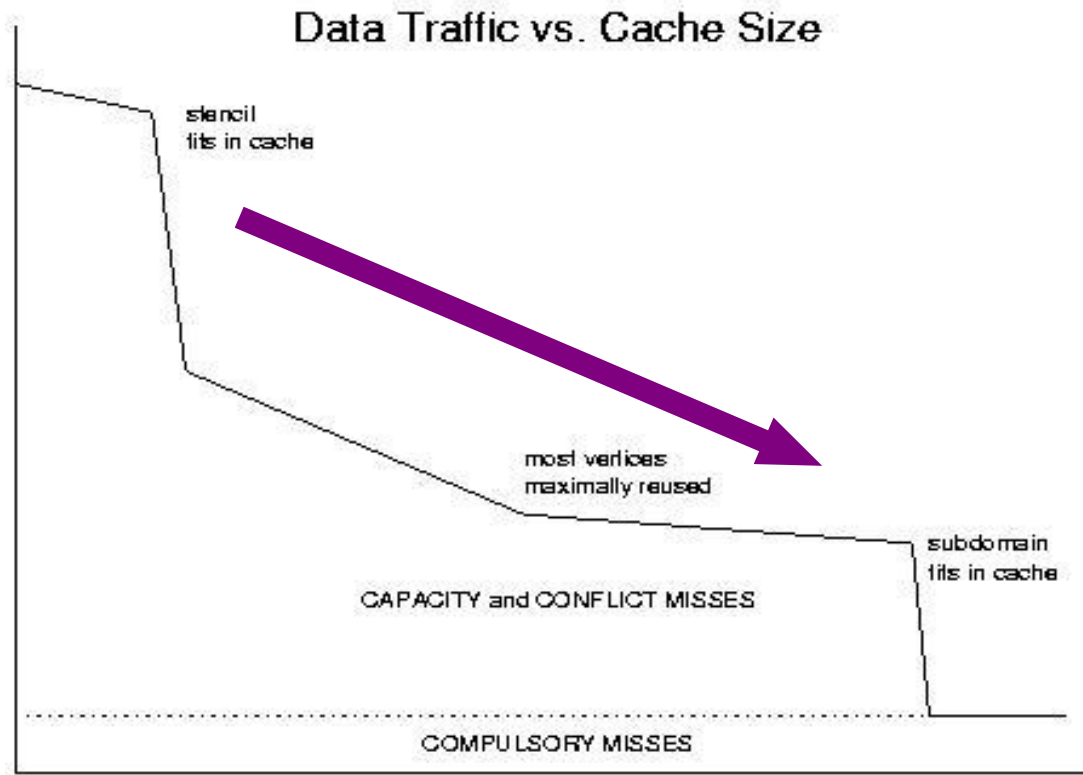 Data Traffic vs. Cache Size
stencil
fits in cache
most vertices
maximally reused
subdomain
fits in cache
CAPACITY and CONFLICT MISSES
COMPULSORY MISSES